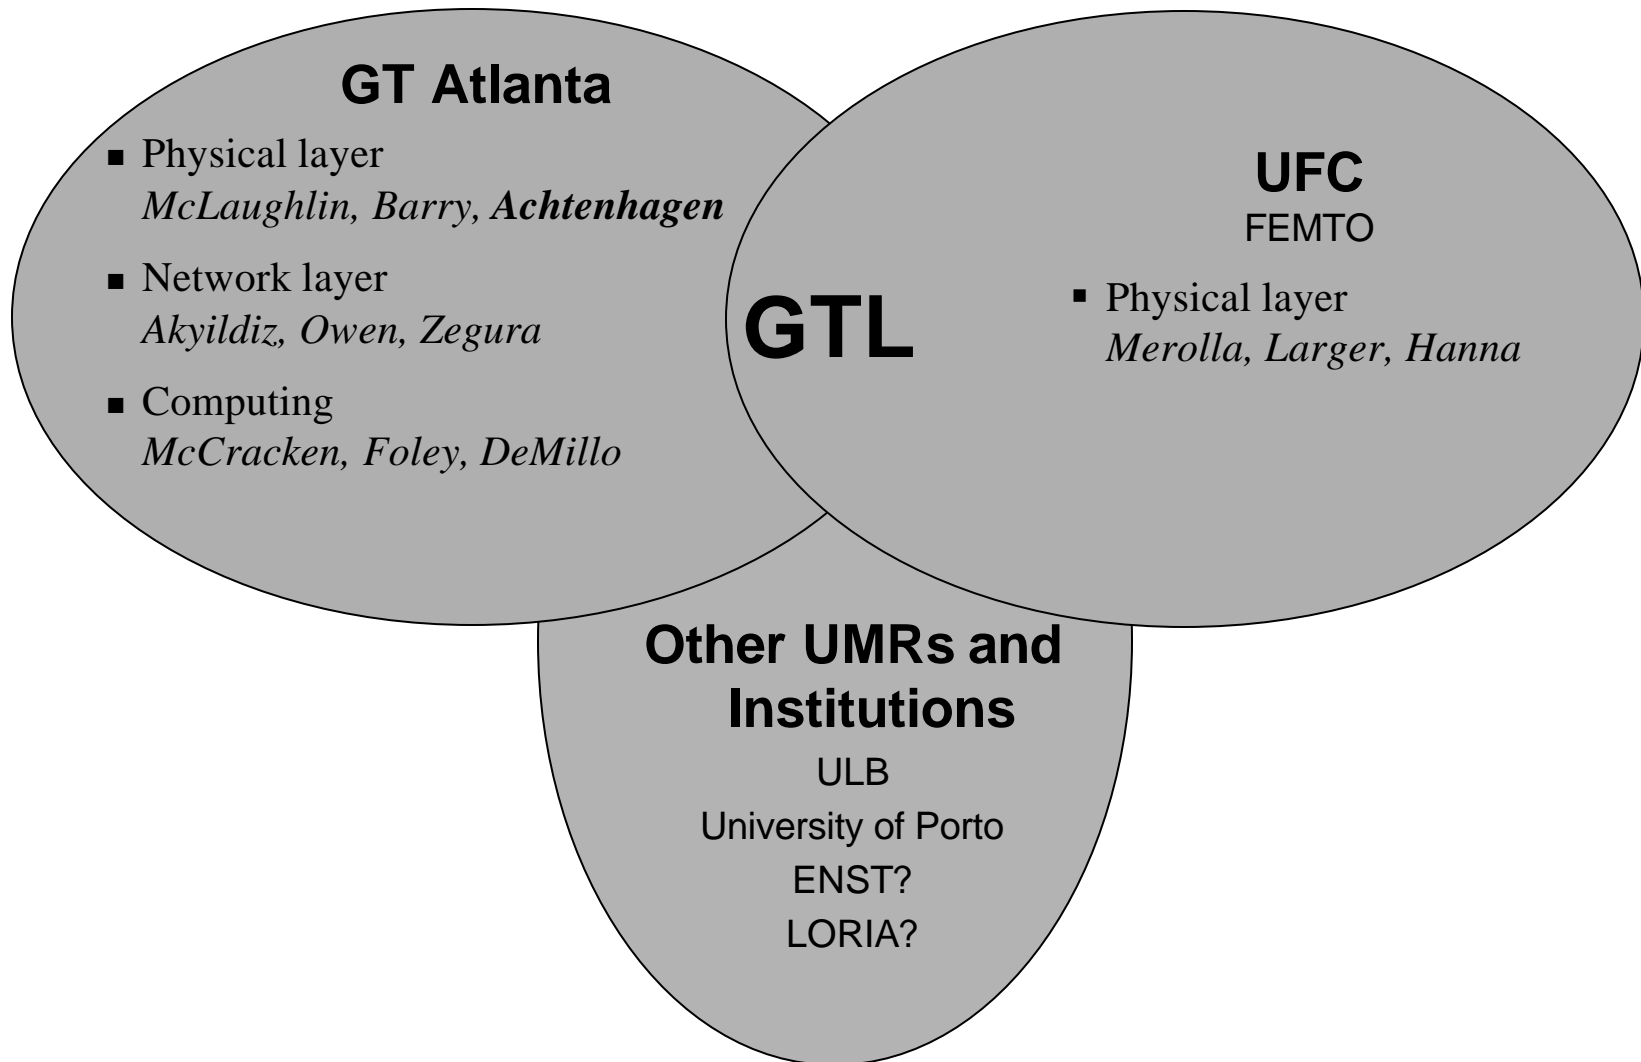 GT Atlanta
▪ Physical layer
McLaughlin, Barry, Achtenhagen
▪ Network layer
Akyildiz, Owen, Zegura
▪ Computing
McCracken, Foley, DeMillo
GTL
UFC
FEMTO
▪ Physical layer
Merolla, Larger, Hanna
Other UMRs and
Institutions
ULB
University of Porto
ENST?
LORIA?